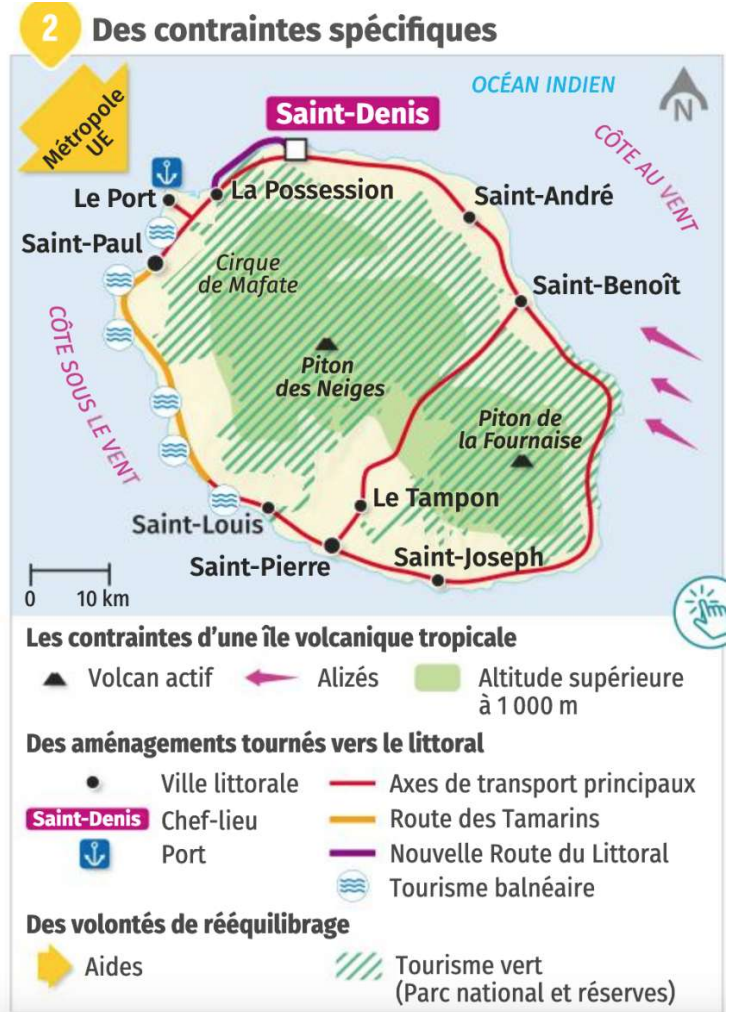 2 Des contraintes spécifiques
OCÉAN INDIEN
Métropole
UE
Saint-Denis
N
CÔTE AU VENT
Le Port
La Possession
Saint-André
Saint-Paul
Cirque
de Mafate
Saint-Benoît
CÔTE SOUS LE VENT
Piton
des Neiges
Piton de
la Fournaise
Le Tampon
Saint-Louis
Saint-Pierre
Saint-Joseph
0 10 km
Les contraintes d'une île volcanique tropicale
Volcan actif
Alizés
Altitude supérieure
à 1 000 m
Des aménagements tournés vers le littoral
Ville littorale
Axes de transport principaux
Saint-Denis Chef-lieu
Route des Tamarins
Port
Nouvelle Route du Littoral
Tourisme balnéaire
Des volontés de rééquilibrage
Aides
Tourisme vert
(Parc national et réserves)